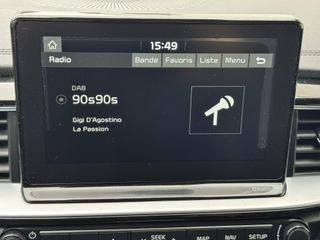 15:49
Radio Bande Favoris Liste Menu
DAB
90s90s
Gigi D'Agostino
La Passion
SEEK MAP NAV SETUP